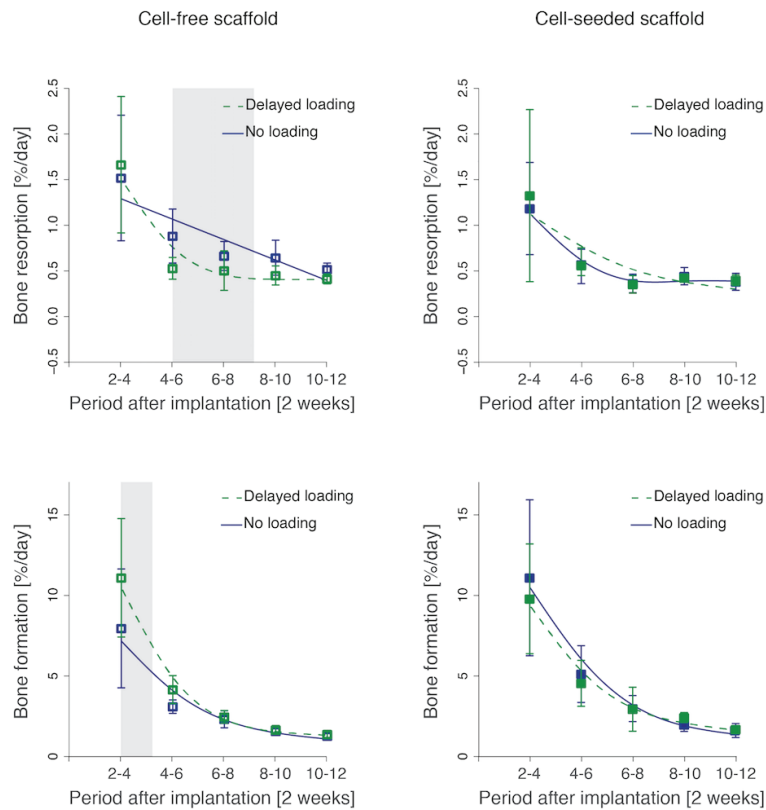 Cell-free scaffold
Cell-seeded scaffold
Bone resorption [%/day]
2.5
2.0
1.5
1.0
0.5
0.0
−0.5
Delayed loading
No loading
2-4 4-6 6-8 8-10 10-12
Period after implantation [2 weeks]
Bone resorption [%/day]
2.5
2.0
1.5
1.0
0.5
0.0
−0.5
Delayed loading
No loading
2-4 4-6 6-8 8-10 10-12
Period after implantation [2 weeks]
Bone formation [%/day]
15
10
5
0
Delayed loading
No loading
2-4 4-6 6-8 8-10 10-12
Period after implantation [2 weeks]
Bone formation [%/day]
15
10
5
0
Delayed loading
No loading
2-4 4-6 6-8 8-10 10-12
Period after implantation [2 weeks]